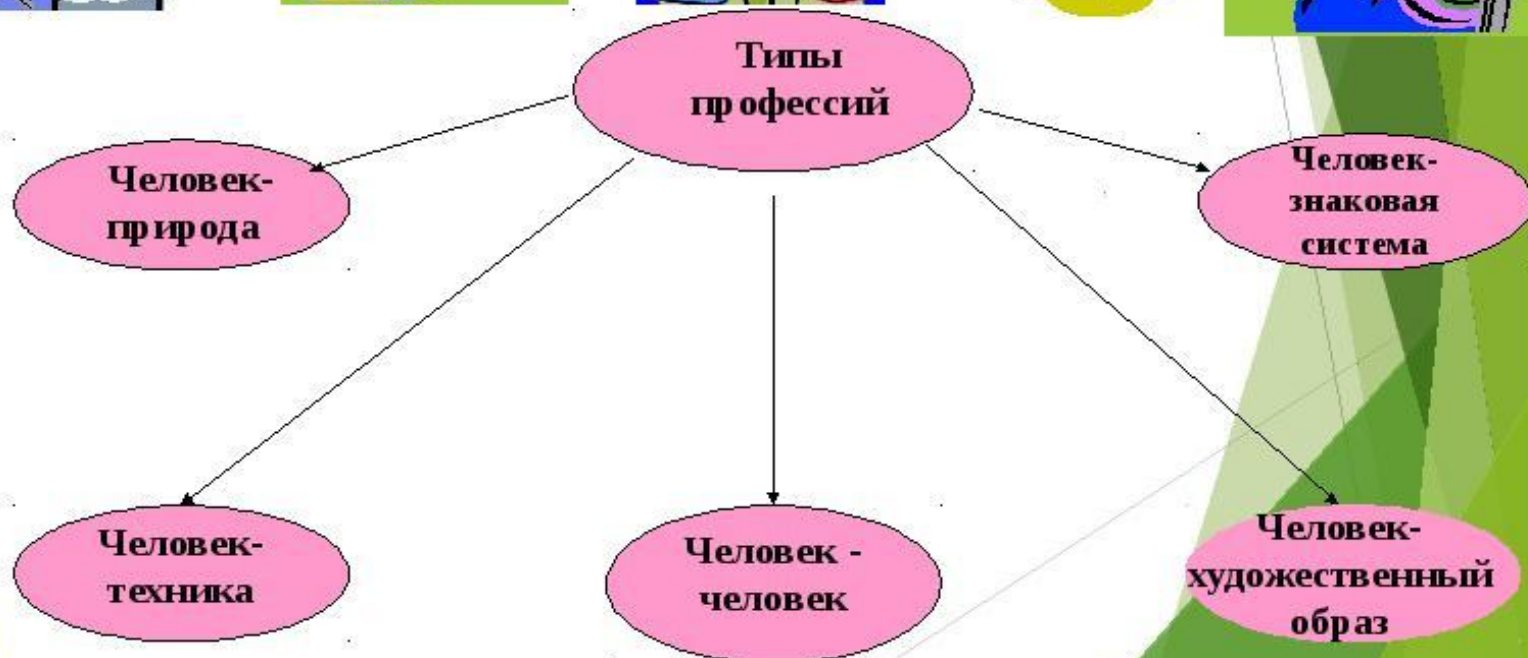 Типы
профессий
Человек-
природа
Человек-
знаковая
система
Человек-
техника
Человек -
человек
Человек-
художественный
образ